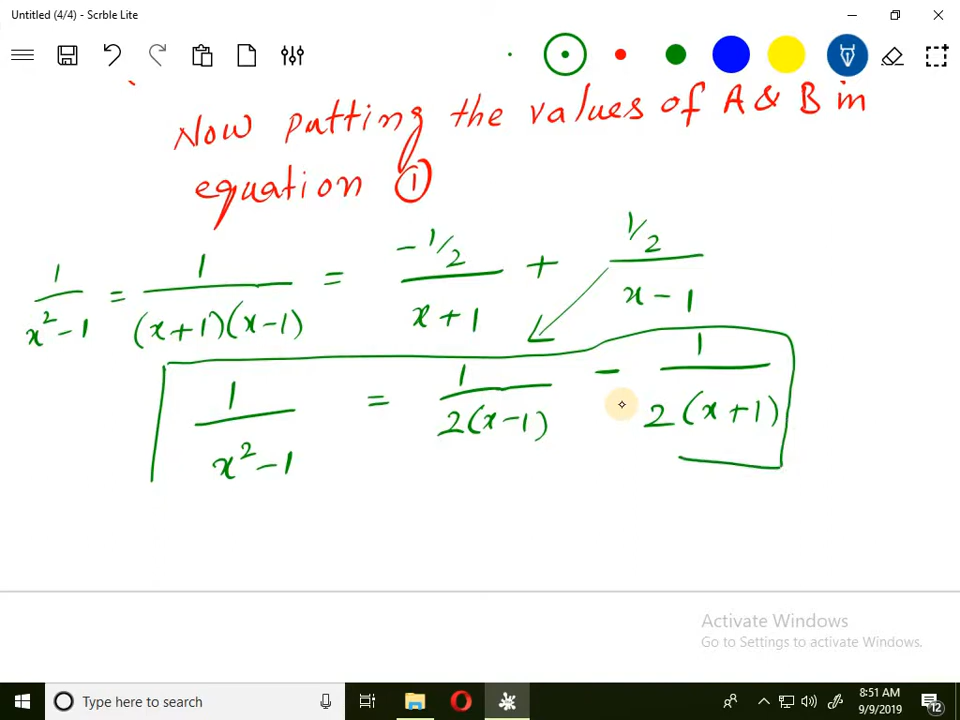 Untitled (4/4) - Scrble Lite
Now putting the values of A & B in
equation ①
1/(x²-1) = 1/((x+1)(x-1)) = (-1/2)/(x+1) + (1/2)/(x-1)
1/(x²-1) = 1/(2(x-1)) - 1/(2(x+1))
Activate Windows
Go to Settings to activate Windows.
Type here to search
8:51 AM
9/9/2019
12